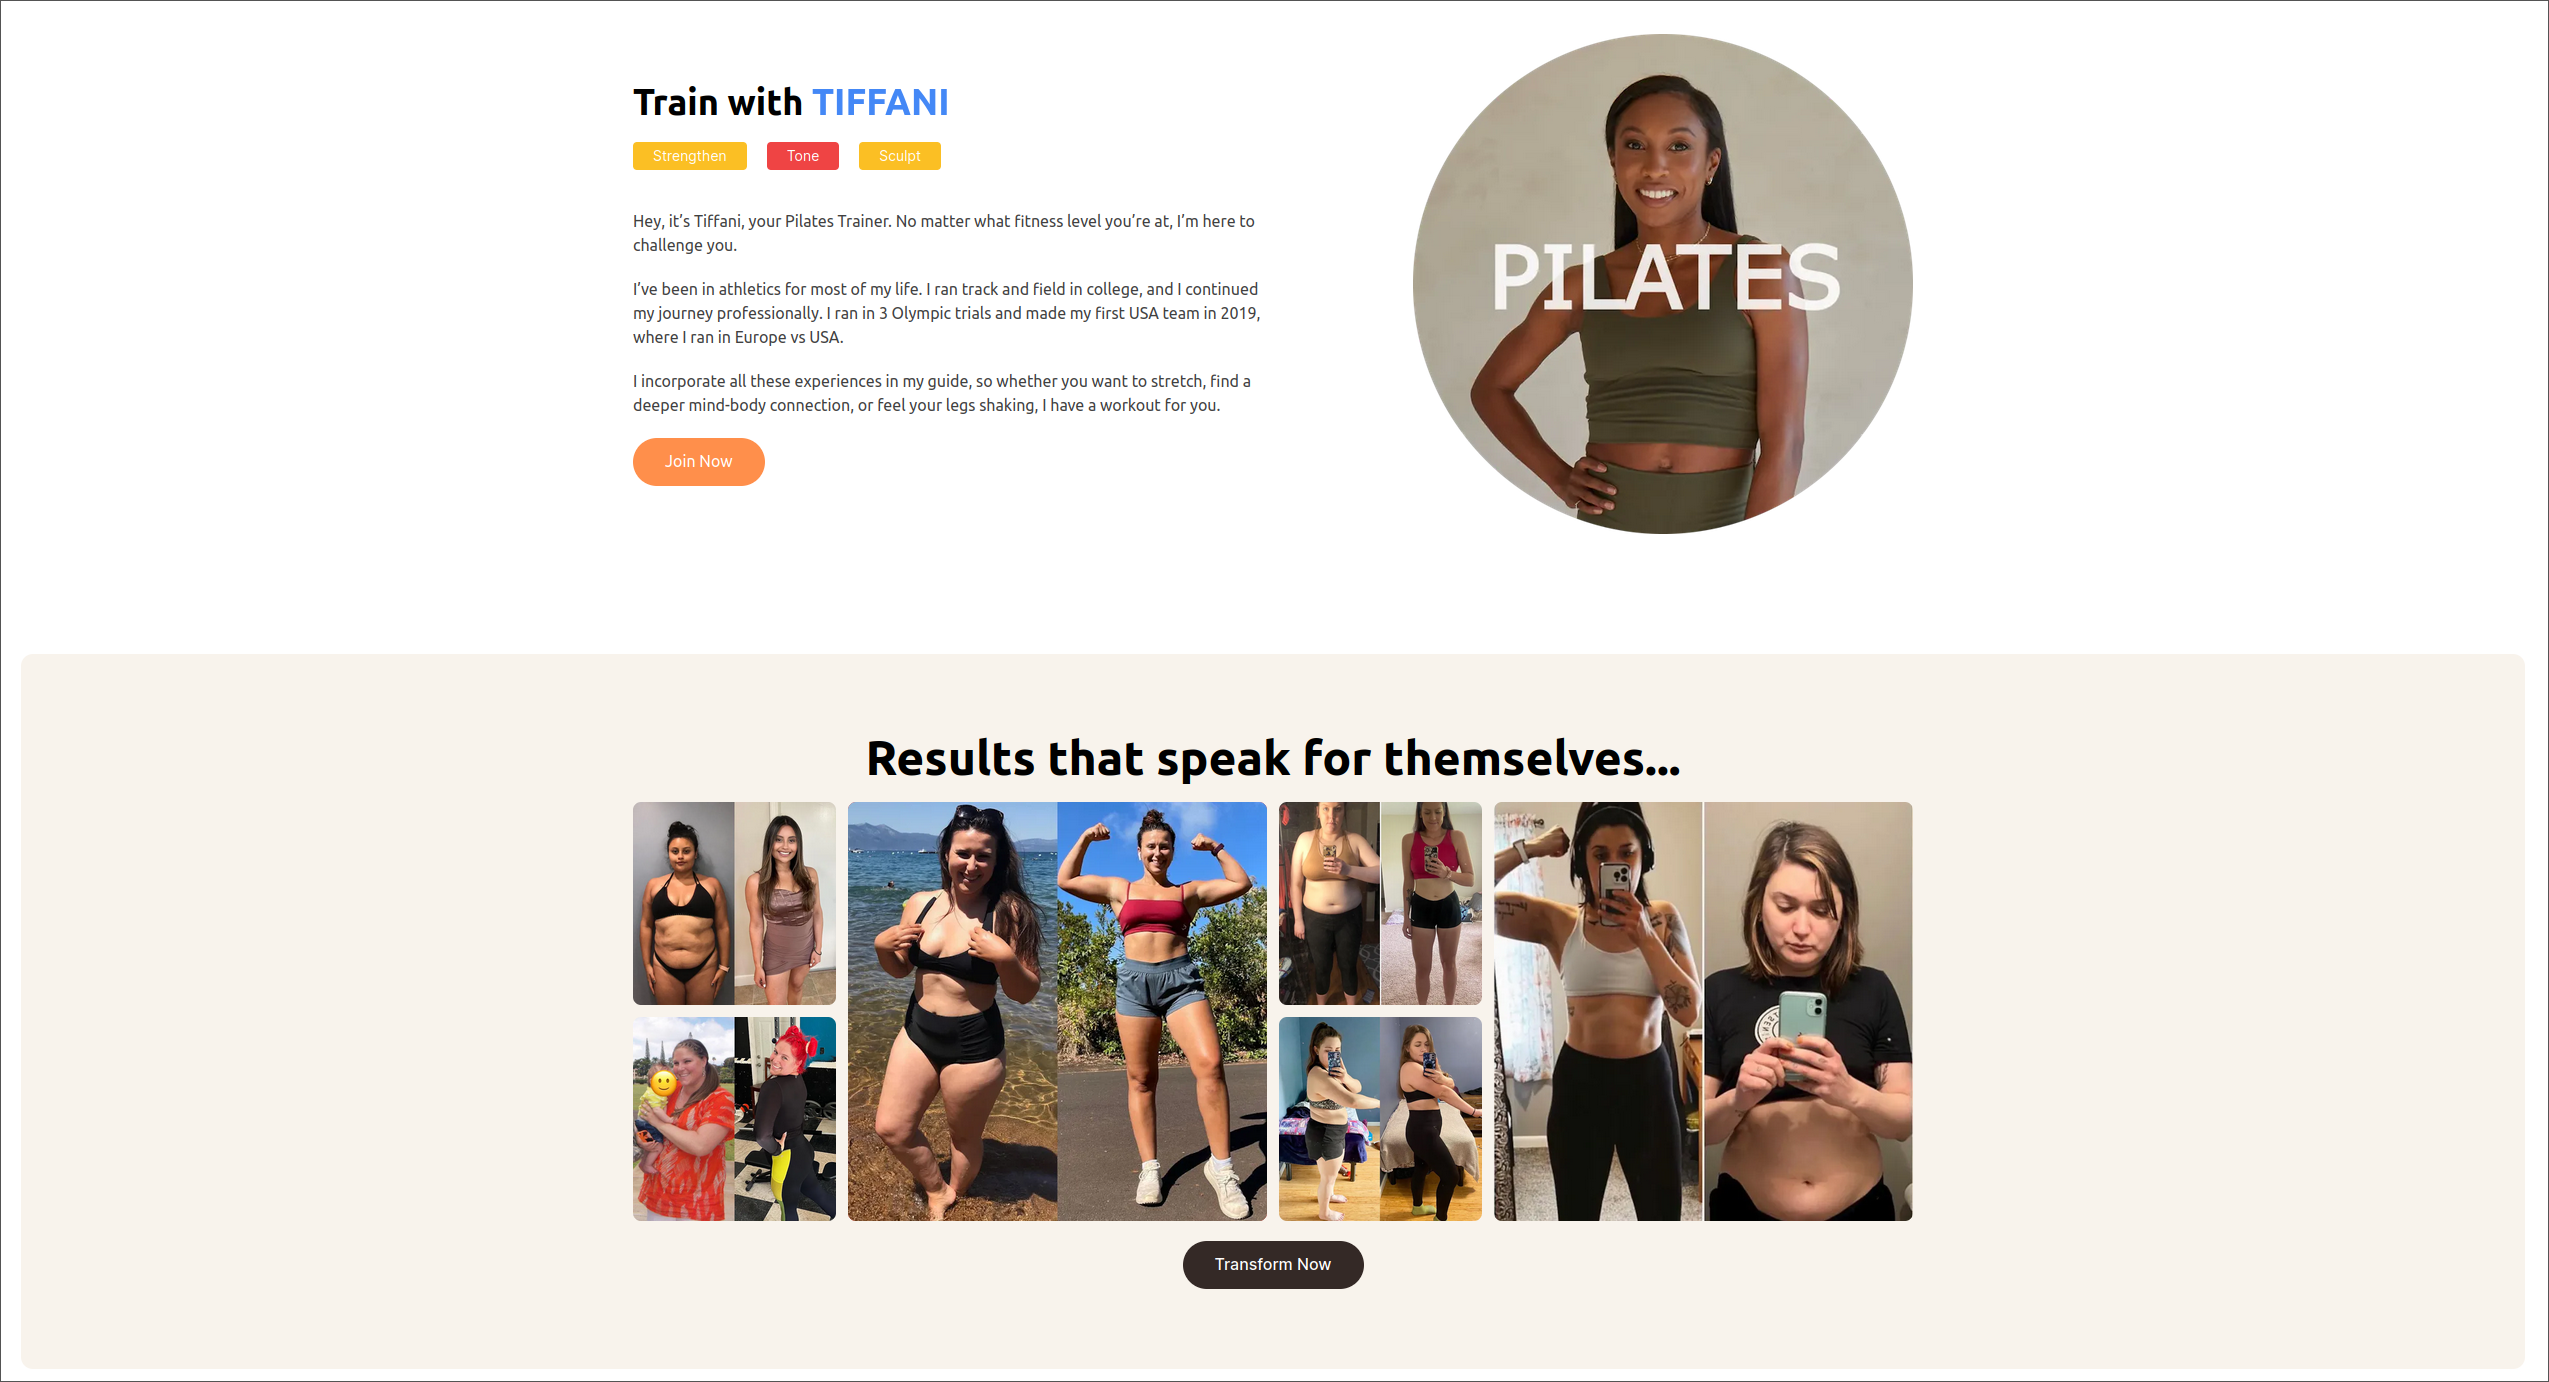 Train with TIFFANI
Strengthen Tone Sculpt
Hey, it’s Tiffani, your Pilates Trainer. No matter what fitness level you’re at, I’m here to
challenge you.
I’ve been in athletics for most of my life. I ran track and field in college, and I continued
my journey professionally. I ran in 3 Olympic trials and made my first USA team in 2019,
where I ran in Europe vs USA.
I incorporate all these experiences in my guide, so whether you want to stretch, find a
deeper mind-body connection, or feel your legs shaking, I have a workout for you.
Join Now
PILATES
Results that speak for themselves...
Transform Now